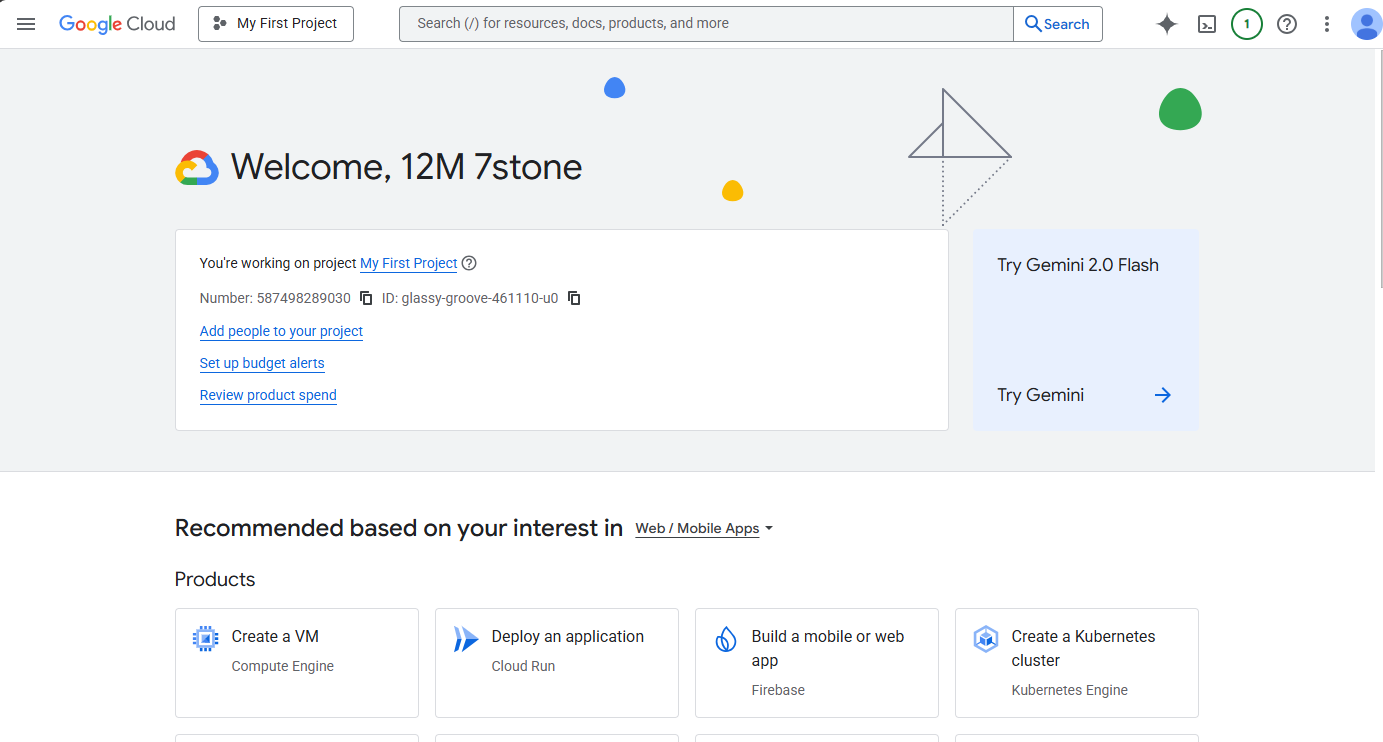 Google Cloud
My First Project
Search (/) for resources, docs, products, and more
Search
1
Welcome, 12M 7stone
You're working on project My First Project
Number: 587498289030 ID: glassy-groove-461110-u0
Add people to your project
Set up budget alerts
Review product spend
Try Gemini 2.0 Flash
Try Gemini
Recommended based on your interest in Web / Mobile Apps
Products
Create a VM
Compute Engine
Deploy an application
Cloud Run
Build a mobile or web
app
Firebase
Create a Kubernetes
cluster
Kubernetes Engine